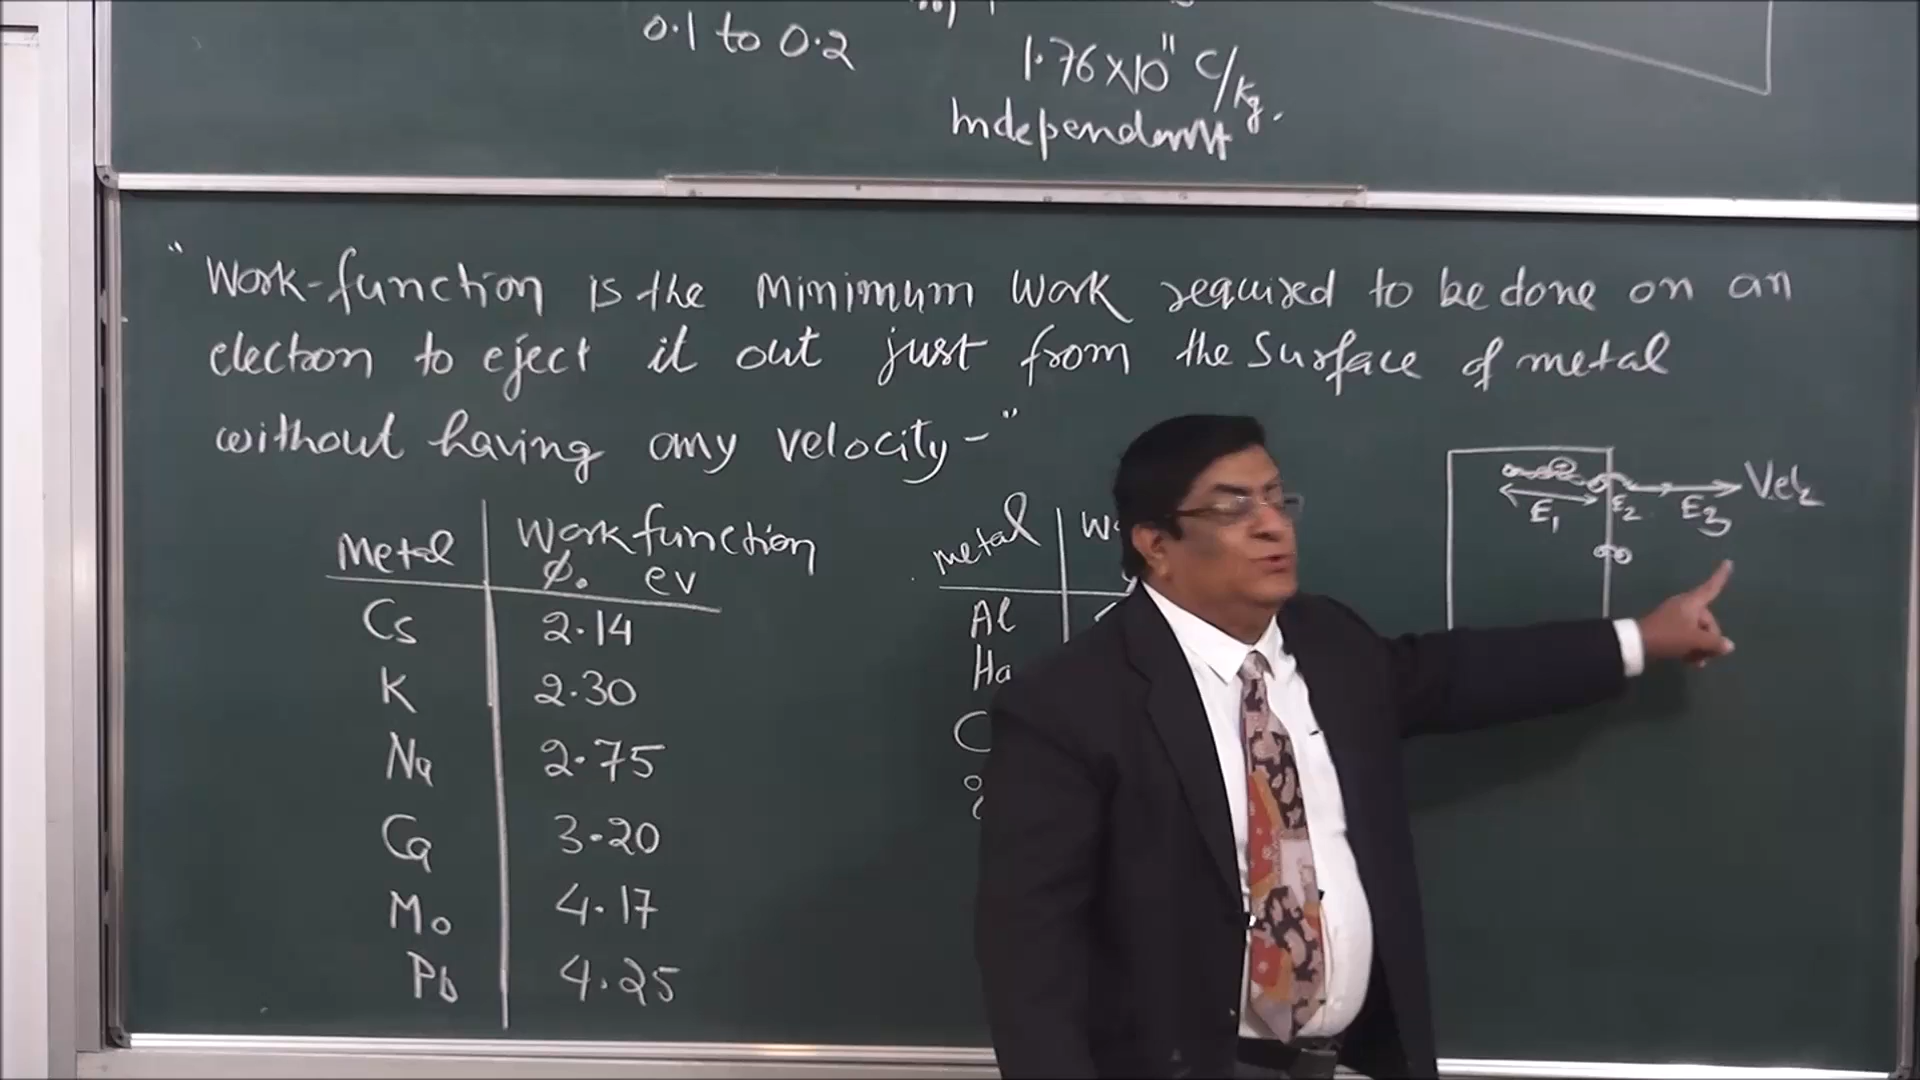 0.1 to 0.2
1.76×10¹¹ C/kg.
Independent
"Work-function is the minimum work required to be done on an
electron to eject it out just from the surface of metal
without having any velocity-"
Metal Work function
φ₀ ev
Cs 2.14
K 2.30
Na 2.75
Ca 3.20
Mo 4.17
Pb 4.25
metal
Al
E₁ E₂ E₃